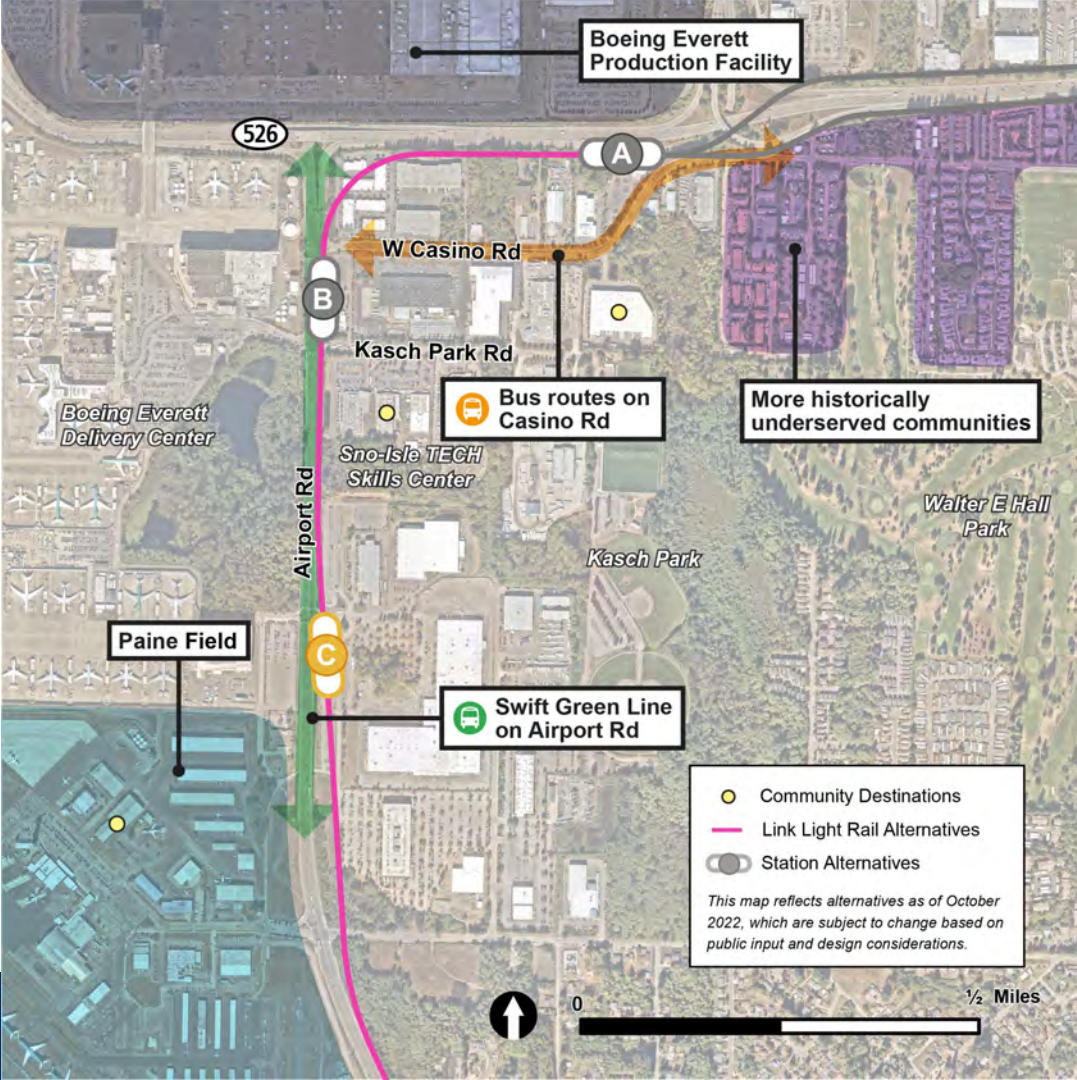 Boeing Everett
Production Facility
526
A
W Casino Rd
B
Kasch Park Rd
Bus routes on
Casino Rd
More historically
underserved communities
Boeing Everett
Delivery Center
Sno-Isle TECH
Skills Center
Airport Rd
Walter E Hall
Park
Kasch Park
Paine Field
C
Swift Green Line
on Airport Rd
Community Destinations
Link Light Rail Alternatives
Station Alternatives
This map reflects alternatives as of October
2022, which are subject to change based on
public input and design considerations.
0
½ Miles